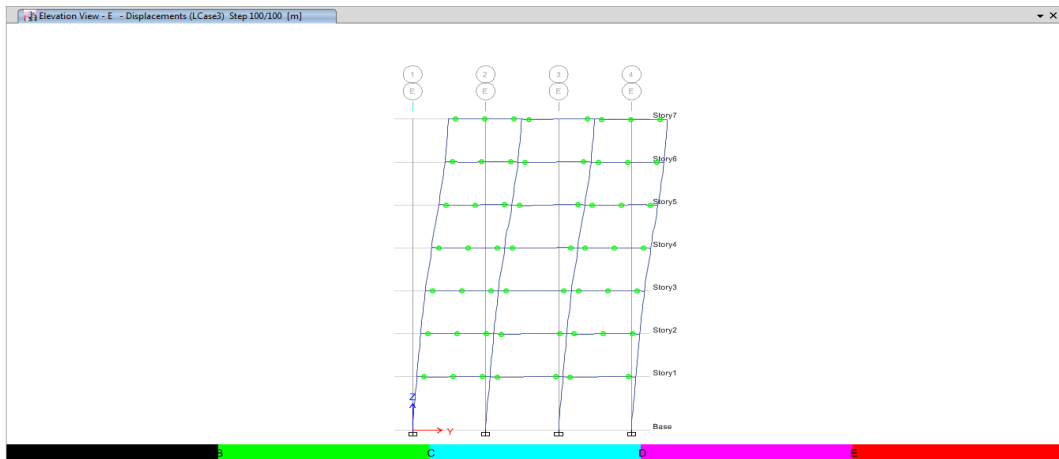 Elevation View - E - Displacements (LCase3) Step 100/100 [m]
1 2 3 4
E E E E
Story7
Story6
Story5
Story4
Story3
Story2
Story1
Z
Y
Base
B C D E